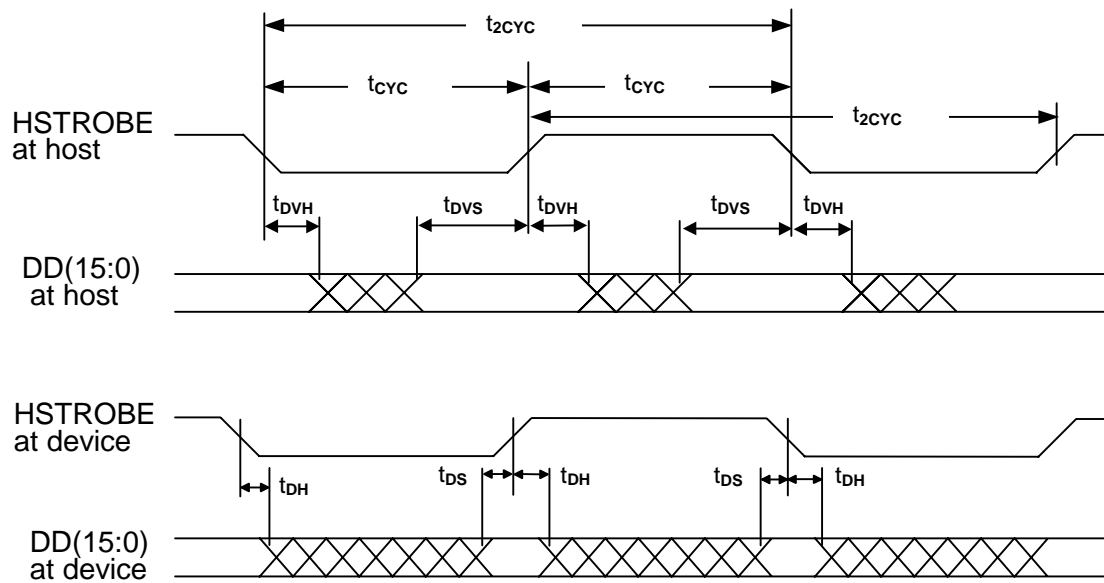 t2CYC
tCYC tCYC
t2CYC
HSTROBE
at host
tDVH tDVS tDVH tDVS tDVH
DD(15:0)
at host
HSTROBE
at device
tDH tDS tDH tDS tDH
DD(15:0)
at device